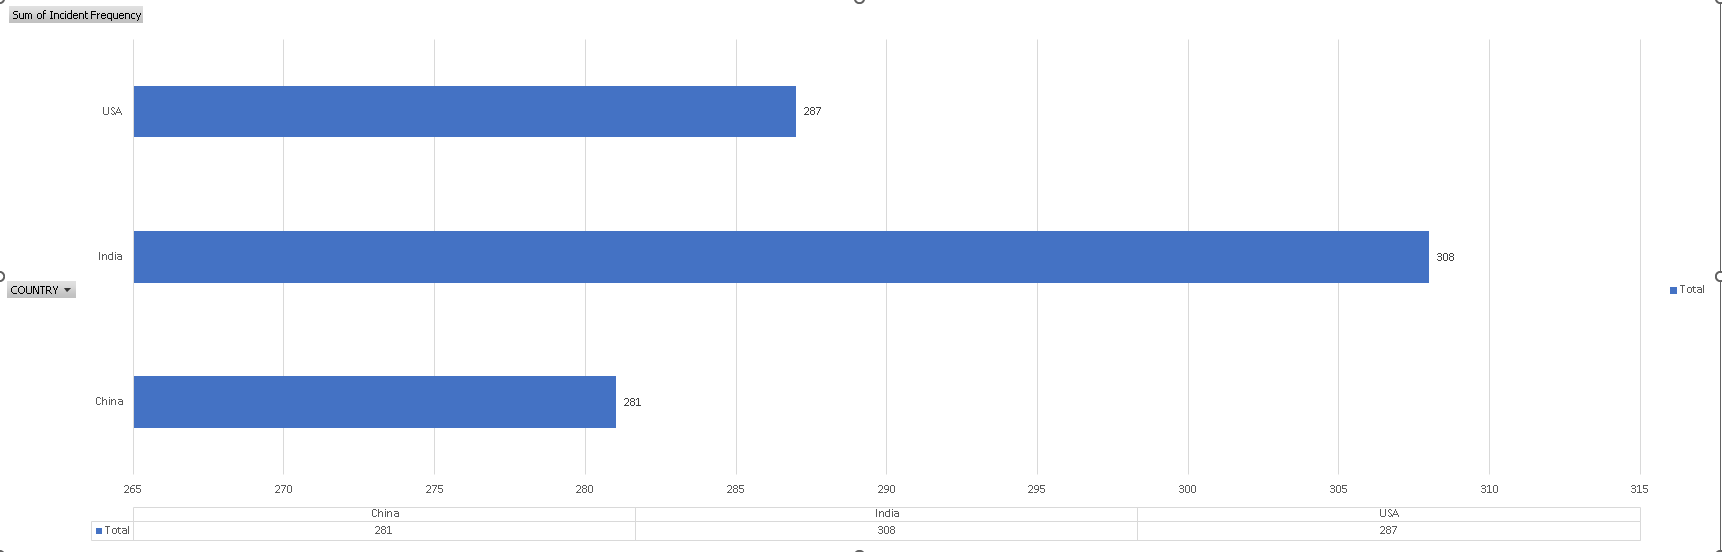 Sum of Incident Frequency
USA
287
India
308
COUNTRY
Total
China
281
265 270 275 280 285 290 295 300 305 310 315
China India USA
Total 281 308 287